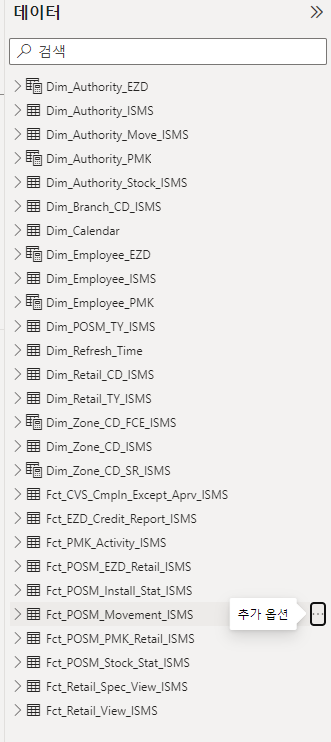 데이터
검색
Dim_Authority_EZD
Dim_Authority_ISMS
Dim_Authority_Move_ISMS
Dim_Authority_PMK
Dim_Authority_Stock_ISMS
Dim_Branch_CD_ISMS
Dim_Calendar
Dim_Employee_EZD
Dim_Employee_ISMS
Dim_Employee_PMK
Dim_POSM_TY_ISMS
Dim_Refresh_Time
Dim_Retail_CD_ISMS
Dim_Retail_TY_ISMS
Dim_Zone_CD_FCE_ISMS
Dim_Zone_CD_ISMS
Dim_Zone_CD_SR_ISMS
Fct_CVS_Cmpln_Except_Aprv_ISMS
Fct_EZD_Credit_Report_ISMS
Fct_PMK_Activity_ISMS
Fct_POSM_EZD_Retail_ISMS
Fct_POSM_Install_Stat_ISMS
Fct_POSM_Movement_ISMS 추가 옵션
Fct_POSM_PMK_Retail_ISMS
Fct_POSM_Stock_Stat_ISMS
Fct_Retail_Spec_View_ISMS
Fct_Retail_View_ISMS